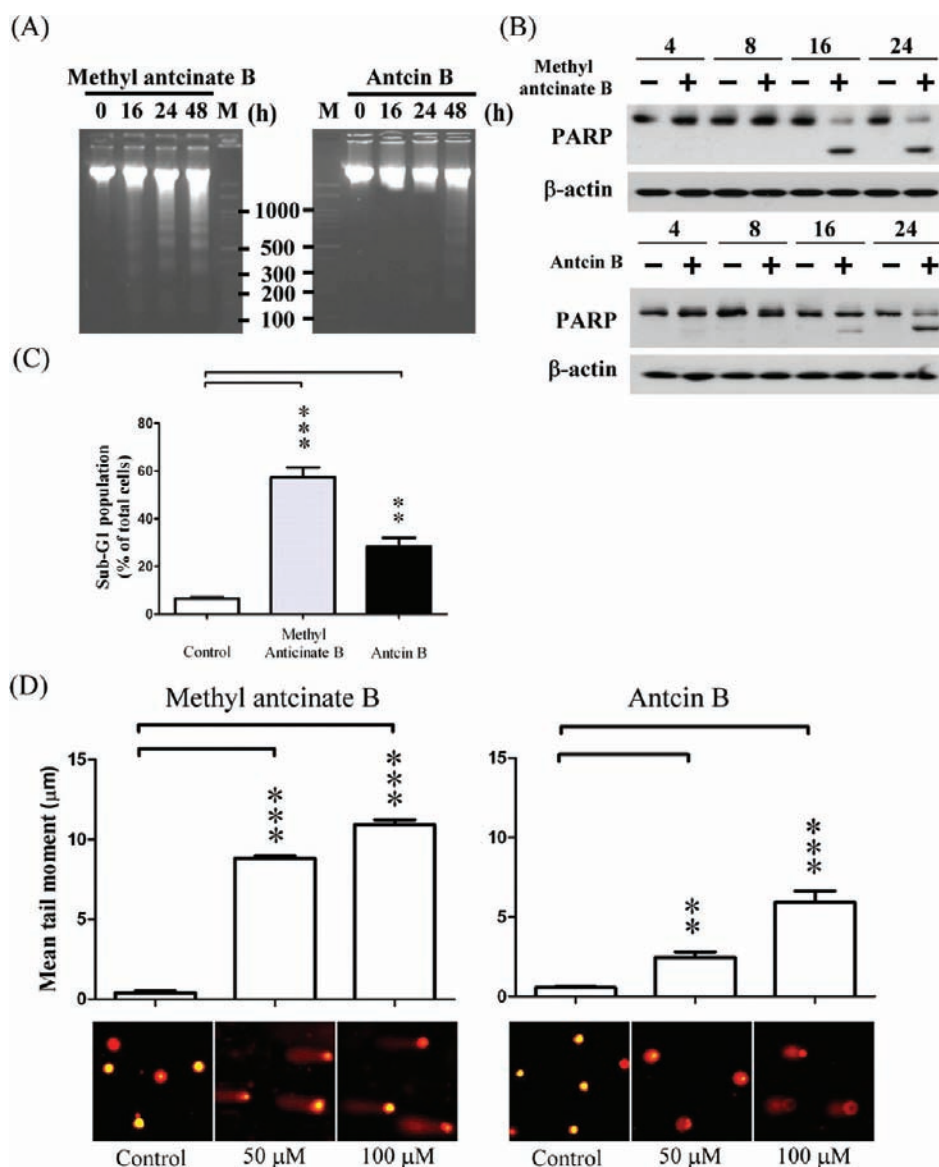 (A)
Methyl antcinate B
0 16 24 48 M (h)
Antcin B
0 16 24 48 M
(h)
1000
500
300
200
100
(B)
4 8 16 24
Methyl
antcinate B
− + − + − + − +
PARP
β-actin
4 8 16 24
Antcin B
− + − + − + − +
PARP
β-actin
(C)
Sub-G1 population
(% of total cells)
80
60
40
20
0
***
**
Control
Methyl
Anticinate B
Antcin B
(D)
Methyl antcinate B
Mean tail moment (μm)
15
10
5
0
***
***
Control 50 μM 100 μM
Antcin B
15
10
5
0
**
***
Control 50 μM 100 μM